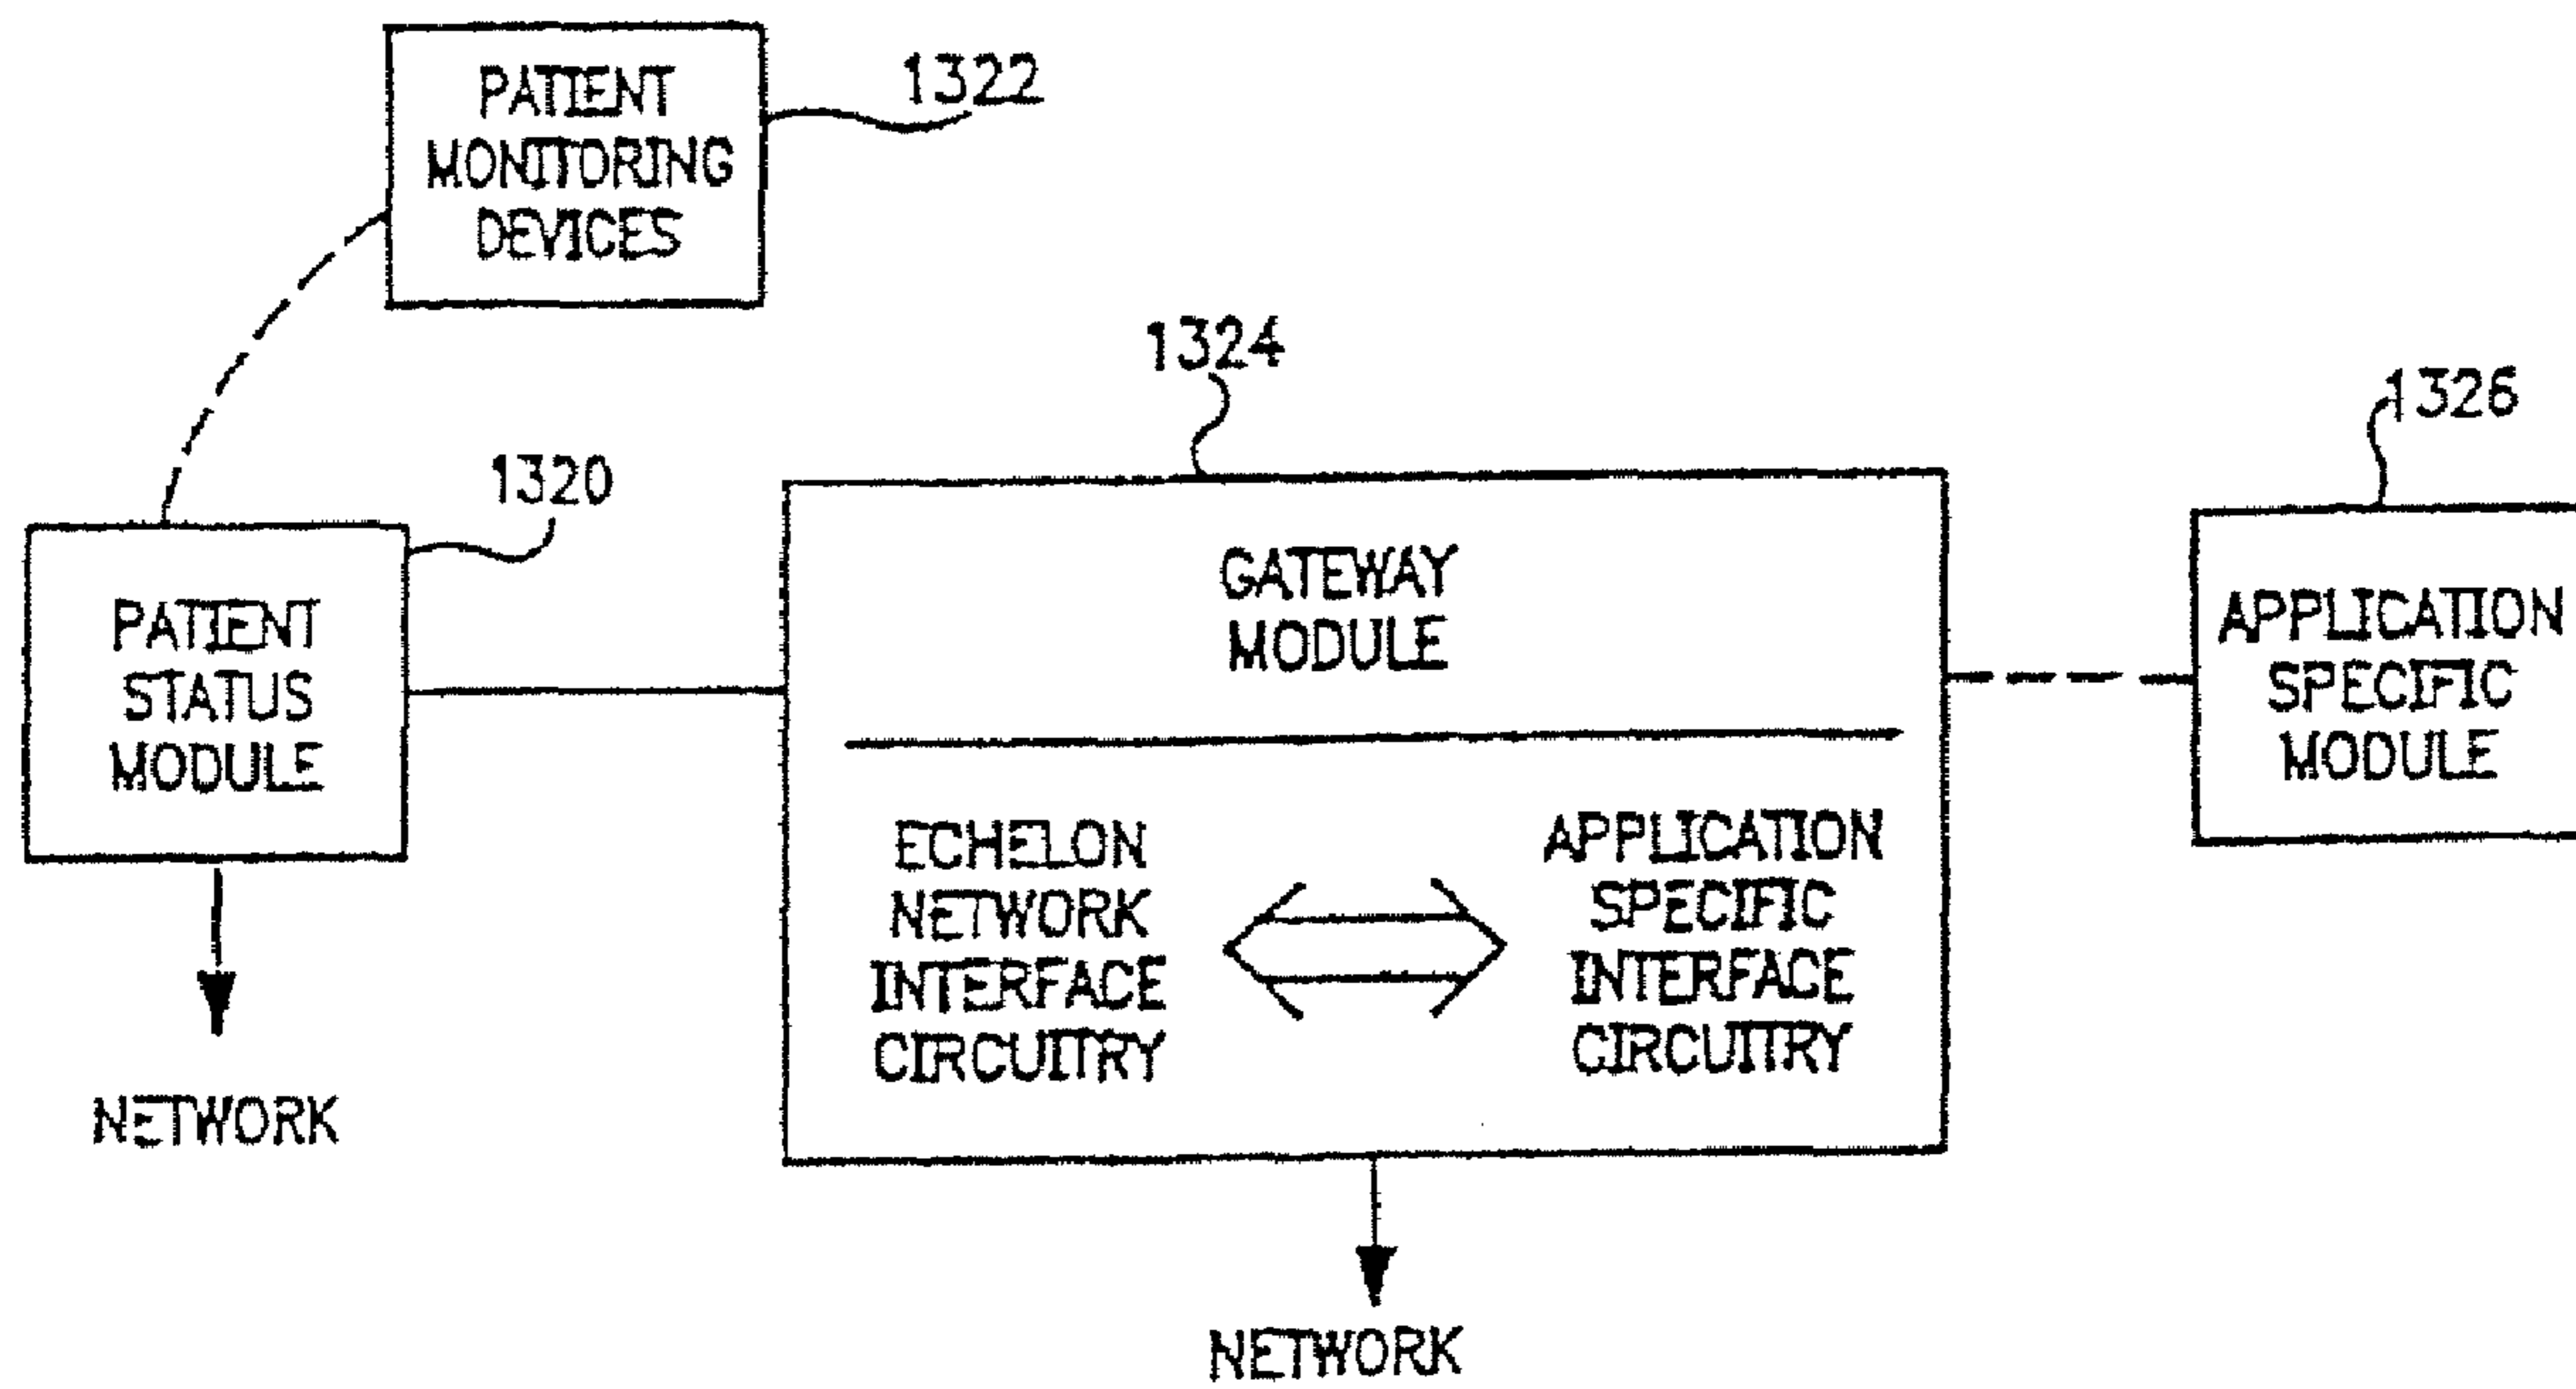 PATIENT
MONITORING
DEVICES
1322
1320
PATIENT
STATUS
MODULE
NETWORK
1324
GATEWAY
MODULE
ECHELON
NETWORK
INTERFACE
CIRCUITRY
APPLICATION
SPECIFIC
INTERFACE
CIRCUITRY
NETWORK
1326
APPLICATION
SPECIFIC
MODULE